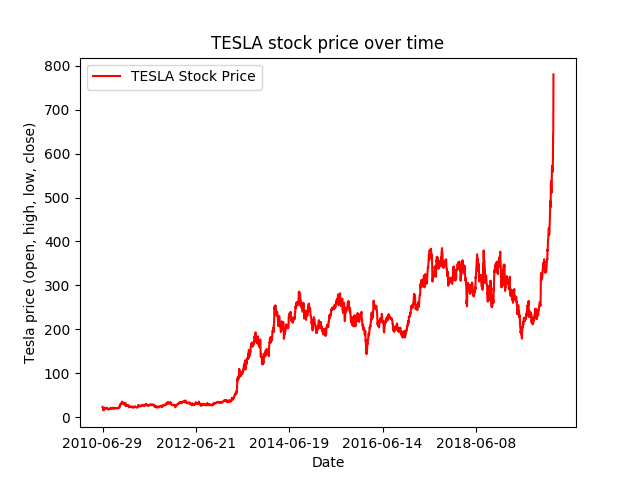 TESLA stock price over time
TESLA Stock Price
Tesla price (open, high, low, close)
800
700
600
500
400
300
200
100
0
2010-06-29 2012-06-21 2014-06-19 2016-06-14 2018-06-08
Date